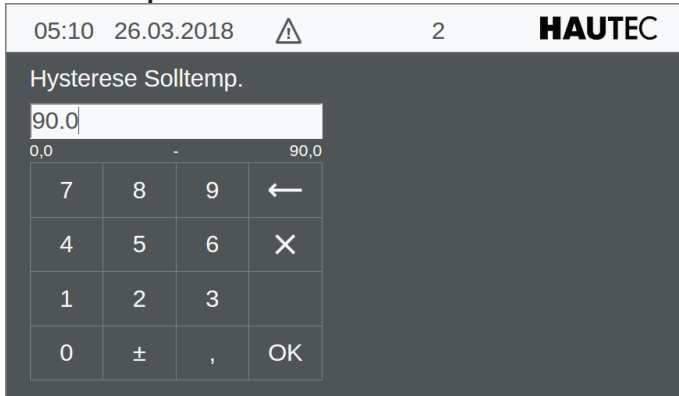 05:10 26.03.2018 2 HAUTEC
Hysterese Solltemp.
90.0
0,0 - 90,0
7 8 9 ←
4 5 6 ×
1 2 3
0 ± , OK